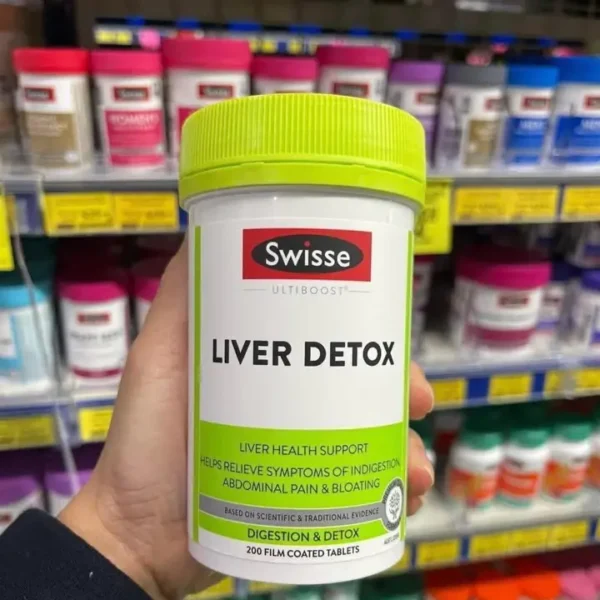 Swisse
ULTIBOOST®
LIVER DETOX
LIVER HEALTH SUPPORT
HELPS RELIEVE SYMPTOMS OF INDIGESTION,
ABDOMINAL PAIN & BLOATING
BASED ON SCIENTIFIC & TRADITIONAL EVIDENCE
DIGESTION & DETOX
200 FILM COATED TABLETS